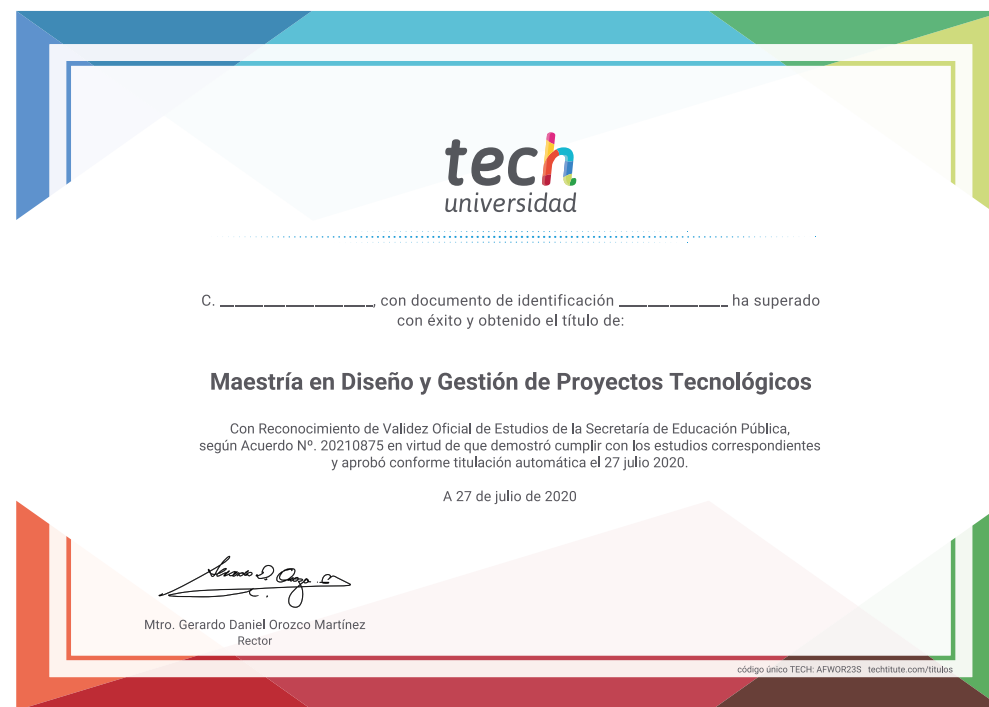 tech
universidad
C. ____________________, con documento de identificación ______________ ha superado
con éxito y obtenido el título de:
Maestría en Diseño y Gestión de Proyectos Tecnológicos
Con Reconocimiento de Validez Oficial de Estudios de la Secretaría de Educación Pública,
según Acuerdo Nº. 20210875 en virtud de que demostró cumplir con los estudios correspondientes
y aprobó conforme titulación automática el 27 julio 2020.
A 27 de julio de 2020
Mtro. Gerardo Daniel Orozco Martínez
Rector
código único TECH: AFWOR23S techtitute.com/titulos